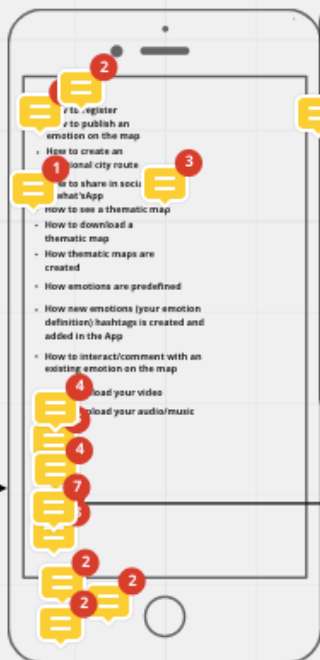 2
register
to publish an
emotion on the map
How to create an
1
ional city route
3
to share in socia
what'sApp
How to see a thematic map
How to download a
thematic map
How thematic maps are
created
How emotions are predefined
How new emotions (your emotion
definition) hashtags is created and
added in the App
How to interact/comment with an
existing emotion on the map
4
load your video
load your audio/music
4
7
2
2
2